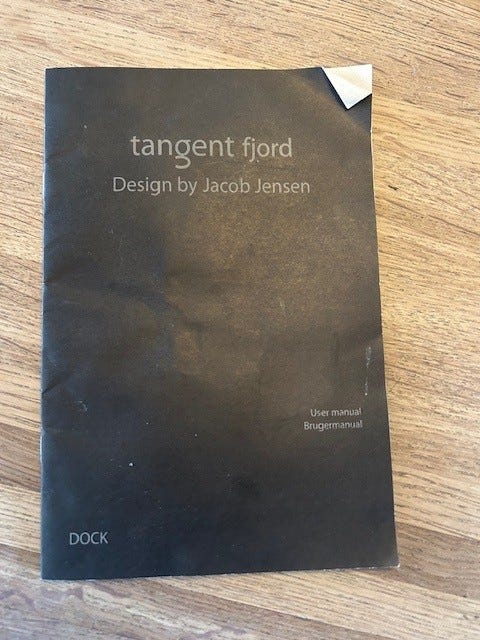 tangent fjord
Design by Jacob Jensen
User manual
Brugermanual
DOCK